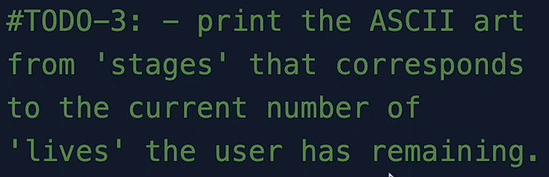 #TODO-3: - print the ASCII art
from 'stages' that corresponds
to the current number of
'lives' the user has remaining.